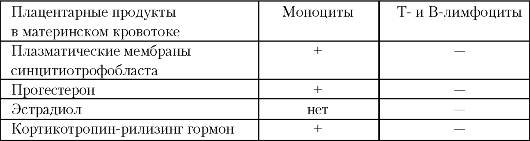 Плацентарные продукты Моноциты Т- и В-лимфоциты
в материнском кровотоке
Плазматические мембраны + —
синцитиотрофобласта
Прогестерон + —
Эстрадиол нет —
Кортикотропин-рилизинг гормон + —